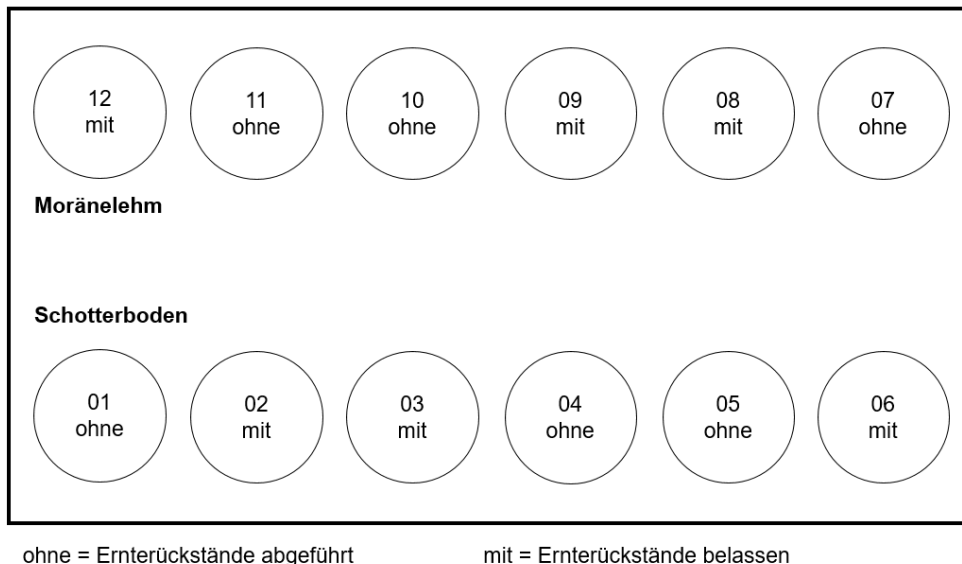 12
mit
11
ohne
10
ohne
09
mit
08
mit
07
ohne
Moränelehm
Schotterboden
01
ohne
02
mit
03
mit
04
ohne
05
ohne
06
mit
ohne = Ernterückstände abgeführt
mit = Ernterückstände belassen